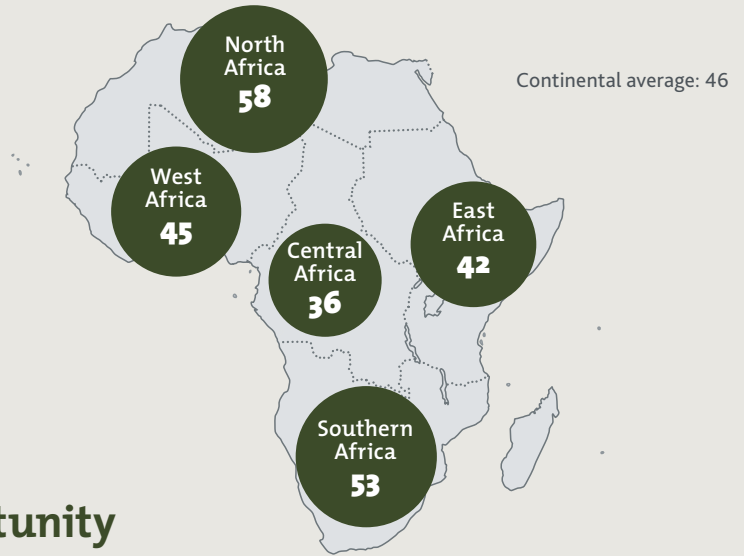 North
Africa
58
Continental average: 46
West
Africa
45
East
Africa
42
Central
Africa
36
Southern
Africa
53
tunity